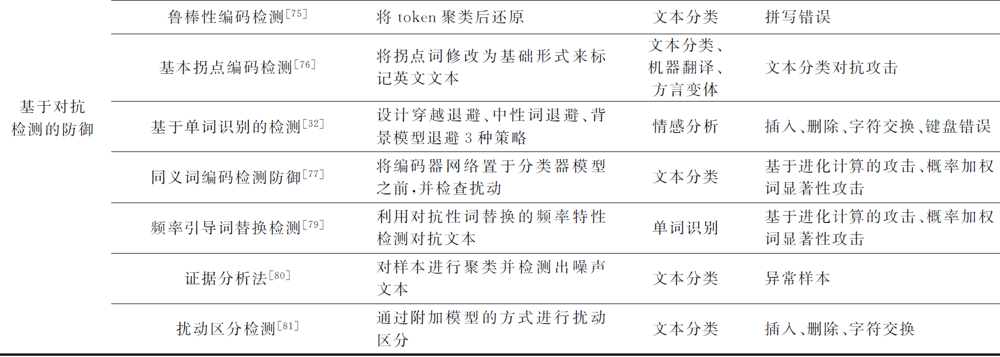 鲁棒性编码检测[75] 将 token 聚类后还原 文本分类 拼写错误
文本分类、
将拐点词修改为基础形式来标
基本拐点编码检测[76] 机器翻译、 文本分类对抗攻击
记英文文本
方言变体
基于对抗
检测的防御
设计穿越退避、中性词退避、背
基于单词识别的检测[32] 情感分析 插入、删除、字符交换、键盘错误
景模型退避 3 种策略
将编码器网络置于分类器模型 基于进化计算的攻击、概率加权
同义词编码检测防御[77] 文本分类
之前,并检查扰动 词显著性攻击
利用对抗性词替换的频率特性 基于进化计算的攻击、概率加权
频率引导词替换检测[79] 单词识别
检测对抗文本 词显著性攻击
对样本进行聚类并检测出噪声
证据分析法[80] 文本分类 异常样本
文本
通过附加模型的方式进行扰动
扰动区分检测[81] 文本分类 插入、删除、字符交换
区分